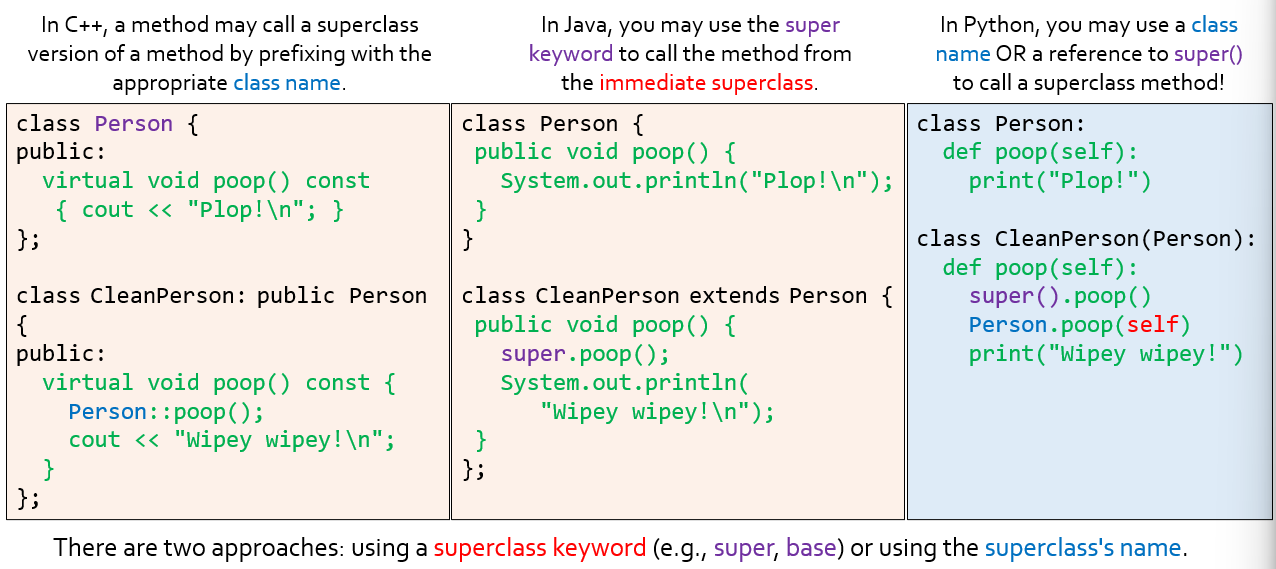 In C++, a method may call a superclass
version of a method by prefixing with the
appropriate class name.
class Person {
public:
  virtual void poop() const
   { cout << "Plop!\n"; }
};

class CleanPerson: public Person
{
public:
  virtual void poop() const {
    Person::poop();
    cout << "Wipey wipey!\n";
  }
};
In Java, you may use the super
keyword to call the method from
the immediate superclass.
class Person {
 public void poop() {
   System.out.println("Plop!\n");
 }
}

class CleanPerson extends Person {
 public void poop() {
   super.poop();
   System.out.println(
      "Wipey wipey!\n");
 }
};
In Python, you may use a class
name OR a reference to super()
to call a superclass method!
class Person:
  def poop(self):
    print("Plop!")

class CleanPerson(Person):
  def poop(self):
    super().poop()
    Person.poop(self)
    print("Wipey wipey!")
There are two approaches: using a superclass keyword (e.g., super, base) or using the superclass's name.